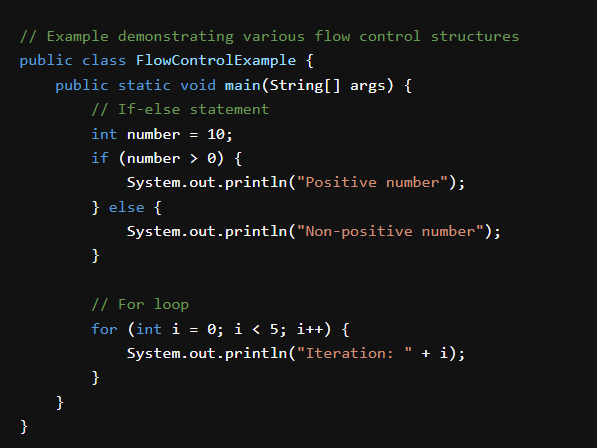 // Example demonstrating various flow control structures
public class FlowControlExample {
    public static void main(String[] args) {
        // If-else statement
        int number = 10;
        if (number > 0) {
            System.out.println("Positive number");
        } else {
            System.out.println("Non-positive number");
        }

        // For loop
        for (int i = 0; i < 5; i++) {
            System.out.println("Iteration: " + i);
        }
    }
}